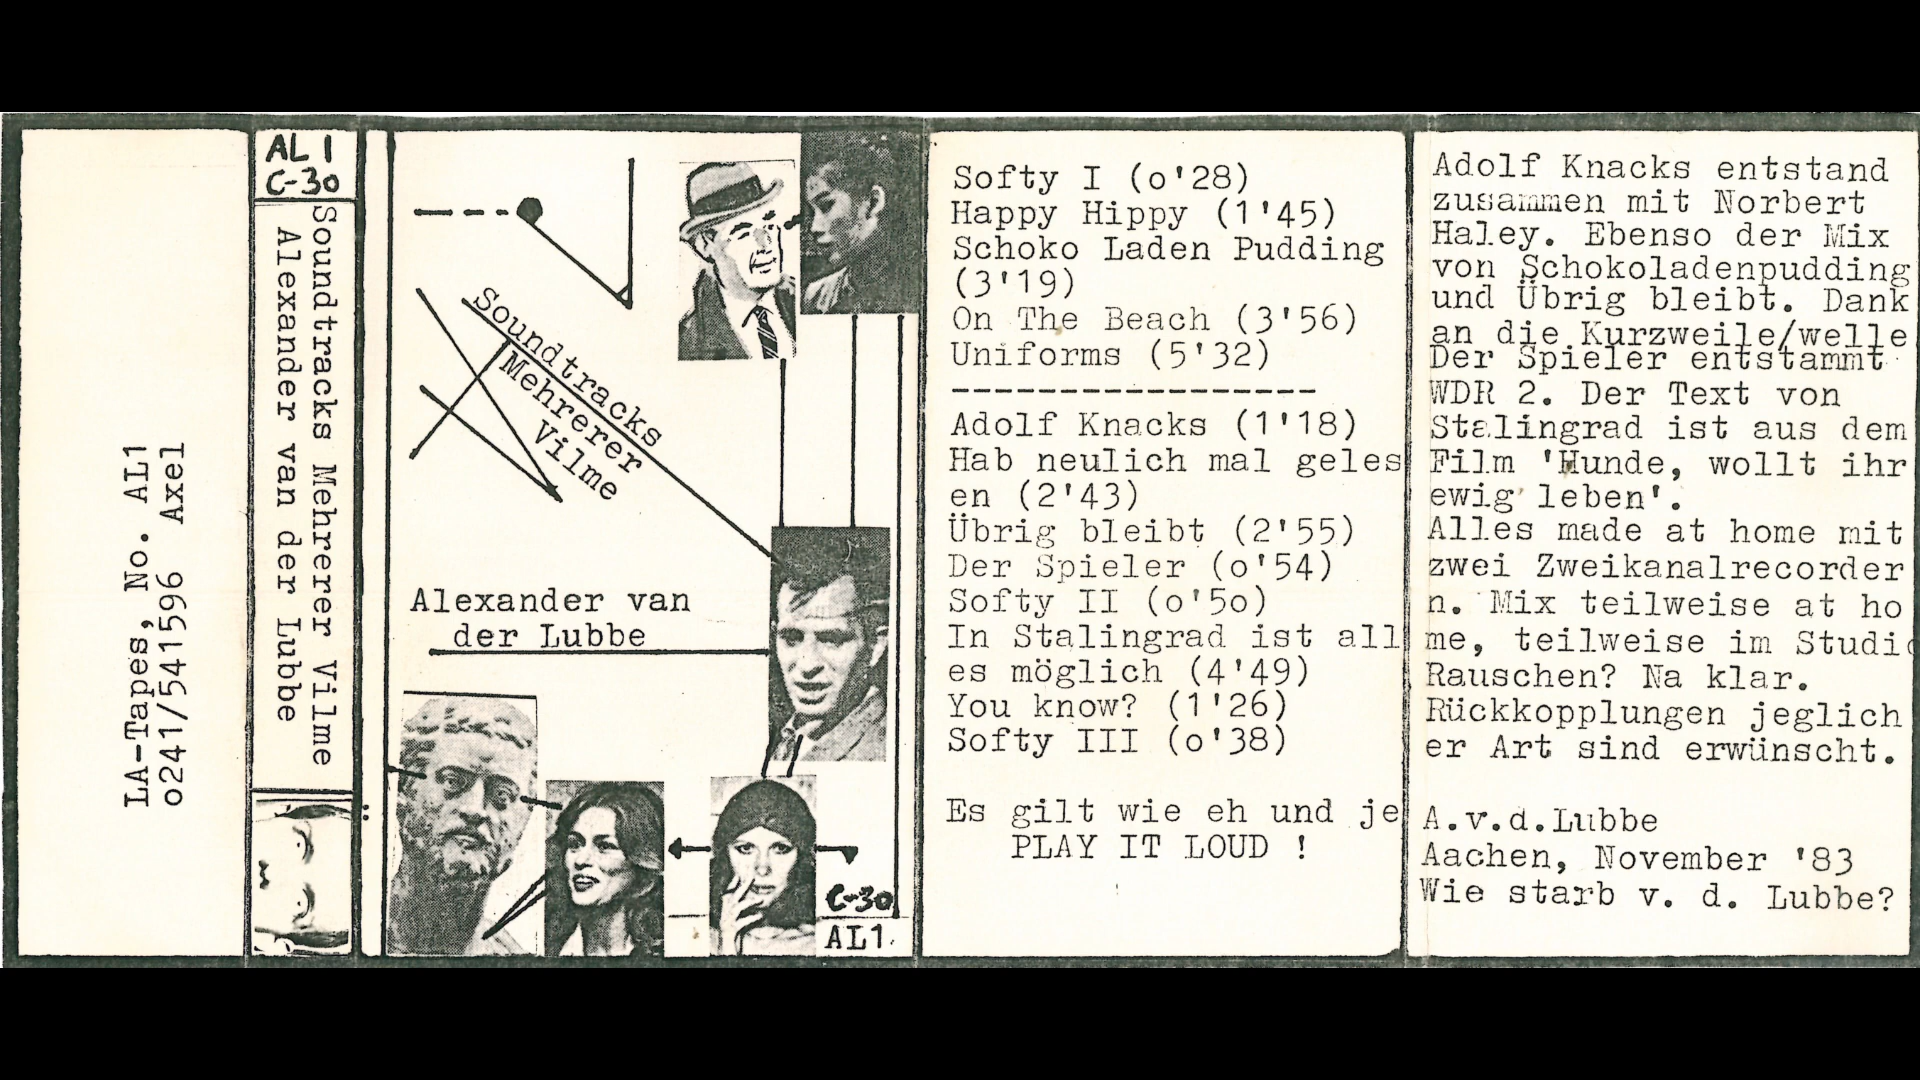 LA-Tapes, No. AL1
o241/541596 Axel
AL 1
C-30
Soundtracks Mehrerer Vilme
Alexander van der Lubbe
Soundtracks
Mehrerer
Vilme
Alexander van
der Lubbe
C-30
AL1.
Softy I (o'28)
Happy Hippy (1'45)
Schoko Laden Pudding
(3'19)
On The Beach (3'56)
Uniforms (5'32)
-----------------
Adolf Knacks (1'18)
Hab neulich mal geles
en (2'43)
Übrig bleibt (2'55)
Der Spieler (o'54)
Softy II (o'5o)
In Stalingrad ist all
es möglich (4'49)
You know? (1'26)
Softy III (o'38)
Es gilt wie eh und je
PLAY IT LOUD !
Adolf Knacks entstand
zusammen mit Norbert
Haley. Ebenso der Mix
von Schokoladenpudding
und Übrig bleibt. Dank
an die Kurzweile/welle
Der Spieler entstammt
WDR 2. Der Text von
Stalingrad ist aus dem
Film 'Hunde, wollt ihr
ewig leben'.
Alles made at home mit
zwei Zweikanalrecorder
n. Mix teilweise at ho
me, teilweise im Studio
Rauschen? Na klar.
Rückkopplungen jeglich
er Art sind erwünscht.
A.v.d.Lubbe
Aachen, November '83
Wie starb v. d. Lubbe?